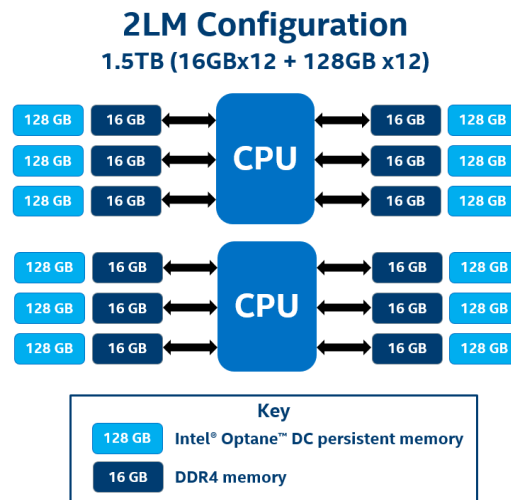 2LM Configuration
1.5TB (16GBx12 + 128GB x12)
128 GB 16 GB 16 GB 128 GB
128 GB 16 GB CPU 16 GB 128 GB
128 GB 16 GB 16 GB 128 GB
128 GB 16 GB 16 GB 128 GB
128 GB 16 GB CPU 16 GB 128 GB
128 GB 16 GB 16 GB 128 GB
Key
128 GB Intel® Optane™ DC persistent memory
16 GB DDR4 memory